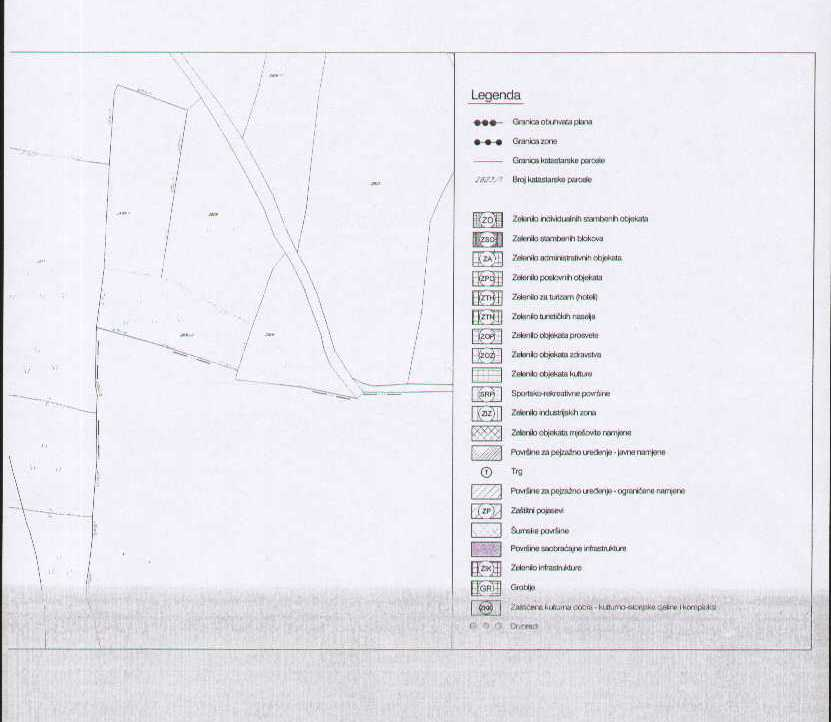 Legenda
Granica obuhvata plana
Granica zone
Granica katastarske parcele
2823/1 Broj katastarske parcele
ZO Zelenilo individualnih stambenih objekata
ZSO Zelenilo stambenih blokova
ZA Zelenilo administrativnih objekata
ZPO Zelenilo poslovnih objekata
ZTH Zelenilo za turizam (hoteli)
ZTN Zelenilo turističkih naselja
ZOP Zelenilo objekata prosvete
ZOZ Zelenilo objekata zdravstva
Zelenilo objekata kulture
SRP Sportsko-rekreativne površine
ZIZ Zelenilo industrijskih zona
Zelenilo objekata mješovite namjene
Površine za pejzažno uređenje - javne namjene
T Trg
Površine za pejzažno uređenje - ograničene namjene
ZP Zaštitni pojasevi
Šumske površine
Površine saobraćajne infrastrukture
ZIK Zelenilo infrastrukture
GR Groblje
Zaštićena kulturna dobra - kulturno-istorijske cjeline i kompleksi
Drvoredi